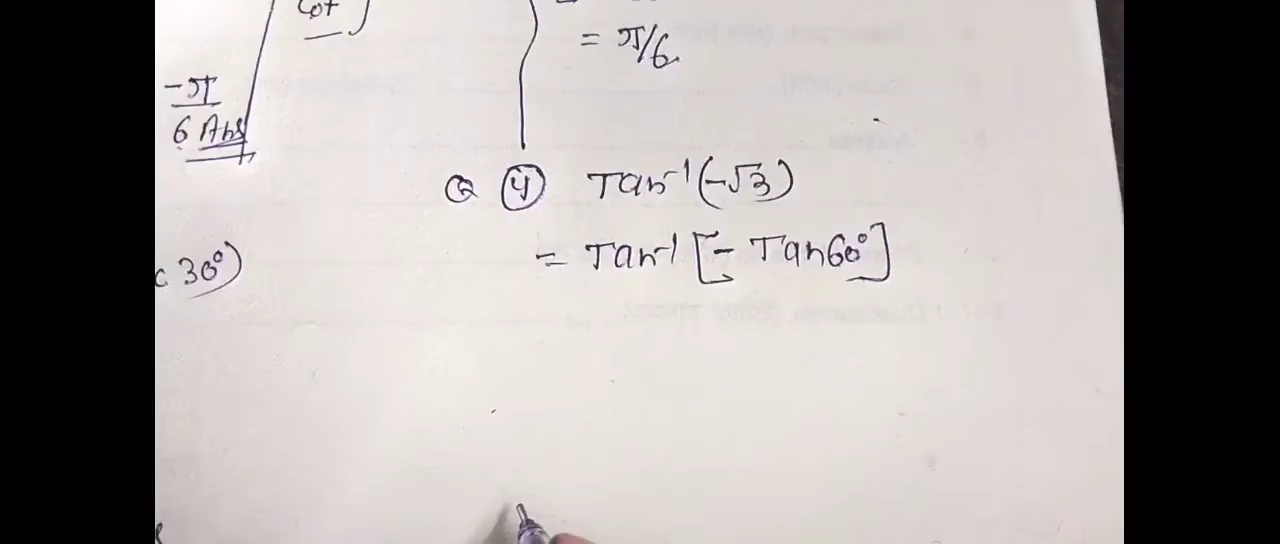 Cot
-π
6 Ans
c 30°)
= π/6
Q 4 Tan⁻¹(-√3)
= Tan⁻¹[- Tan60°]